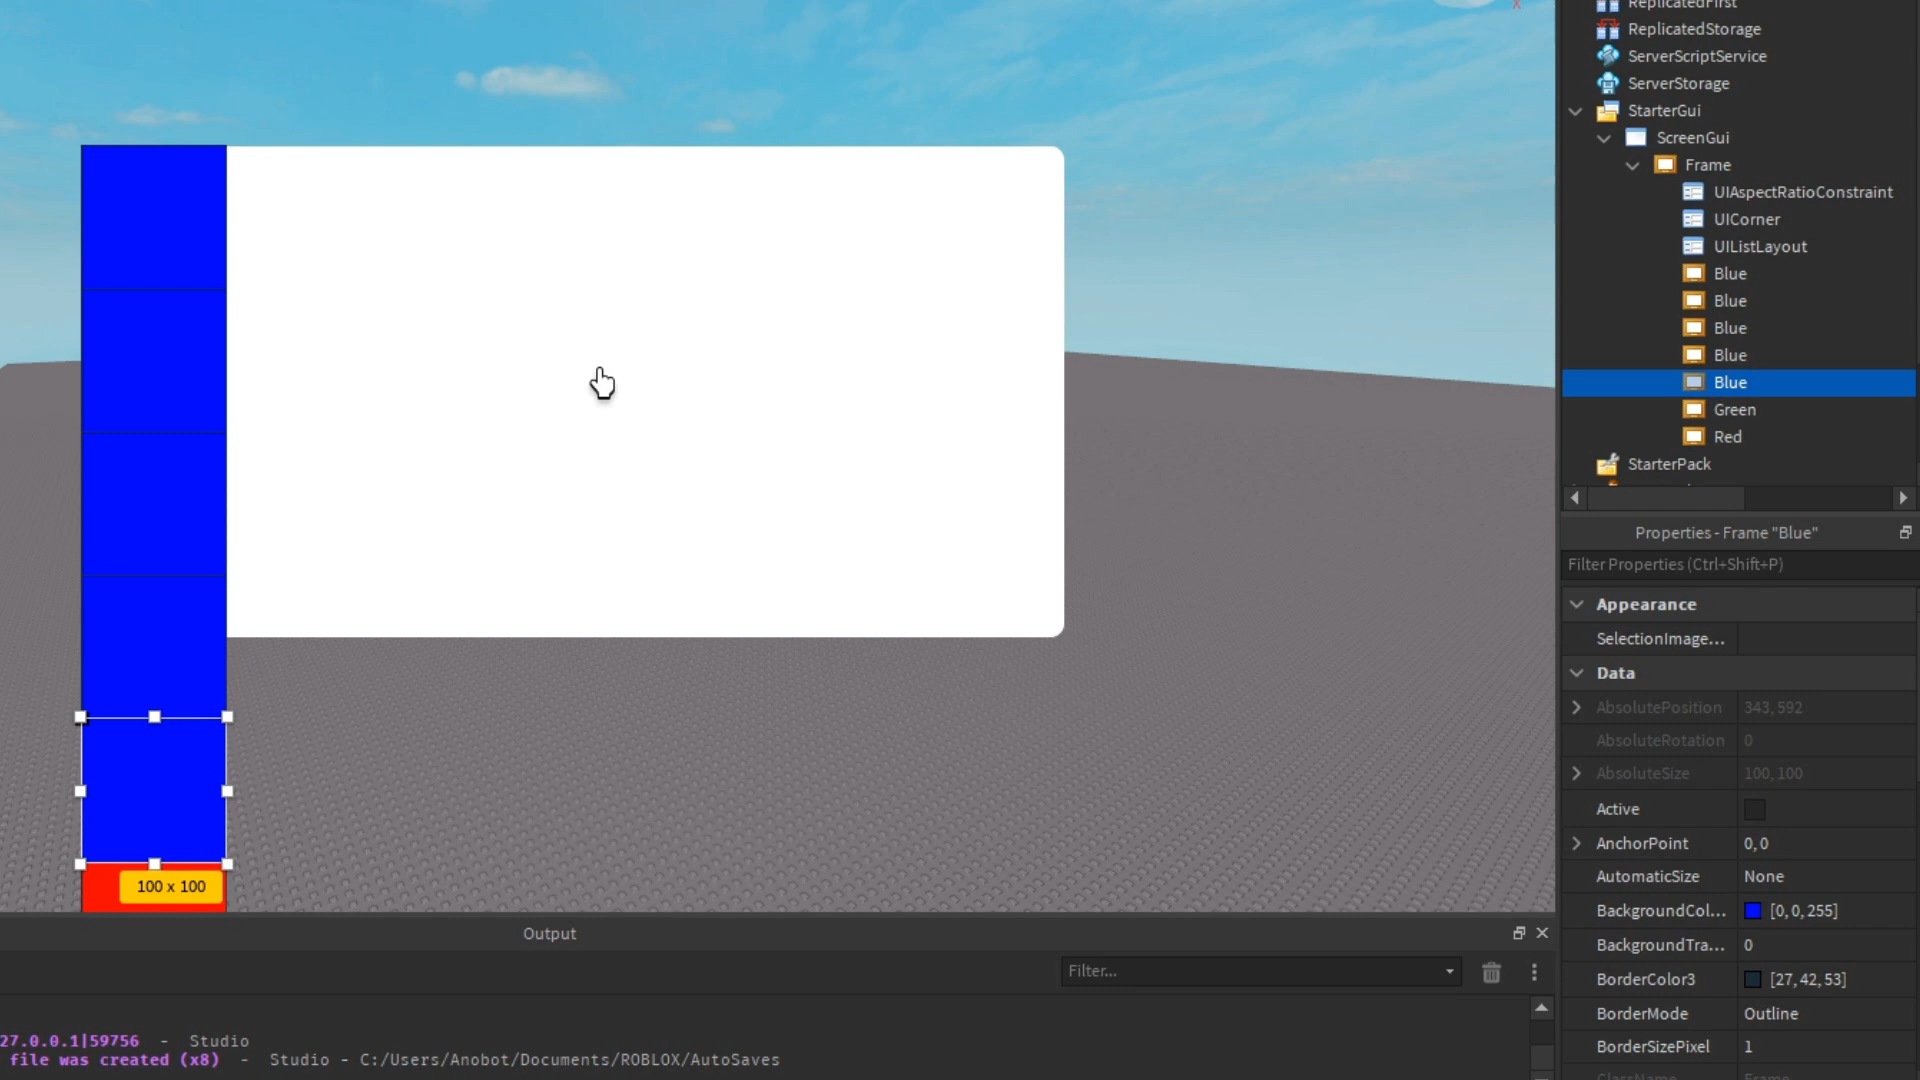 X
ReplicatedFirst
ReplicatedStorage
ServerScriptService
ServerStorage
StarterGui
ScreenGui
Frame
UIAspectRatioConstraint
UICorner
UIListLayout
Blue
Blue
Blue
Blue
Blue
Green
Red
StarterPack
Properties - Frame "Blue"
Filter Properties (Ctrl+Shift+P)
Appearance
SelectionImage...
Data
AbsolutePosition 343, 592
AbsoluteRotation 0
AbsoluteSize 100, 100
Active
AnchorPoint 0, 0
AutomaticSize None
BackgroundCol... [0, 0, 255]
BackgroundTra... 0
BorderColor3 [27, 42, 53]
BorderMode Outline
BorderSizePixel 1
ClassName Frame
100 x 100
Output
Filter...
27.0.0.1|59756 - Studio
file was created (x8) - Studio - C:/Users/Anobot/Documents/ROBLOX/AutoSaves